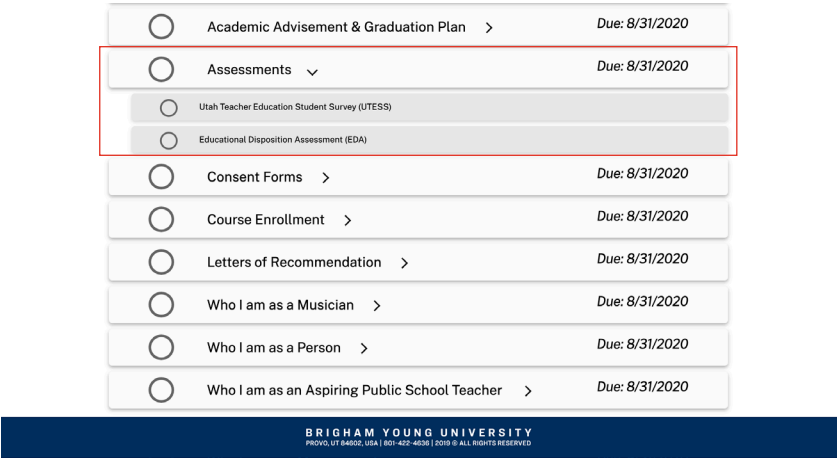 Academic Advisement & Graduation Plan Due: 8/31/2020
Assessments Due: 8/31/2020
Utah Teacher Education Student Survey (UTESS)
Educational Disposition Assessment (EDA)
Consent Forms Due: 8/31/2020
Course Enrollment Due: 8/31/2020
Letters of Recommendation Due: 8/31/2020
Who I am as a Musician Due: 8/31/2020
Who I am as a Person Due: 8/31/2020
Who I am as an Aspiring Public School Teacher Due: 8/31/2020
BRIGHAM YOUNG UNIVERSITY
PROVO, UT 84602, USA | 801-422-4636 | 2019 © ALL RIGHTS RESERVED